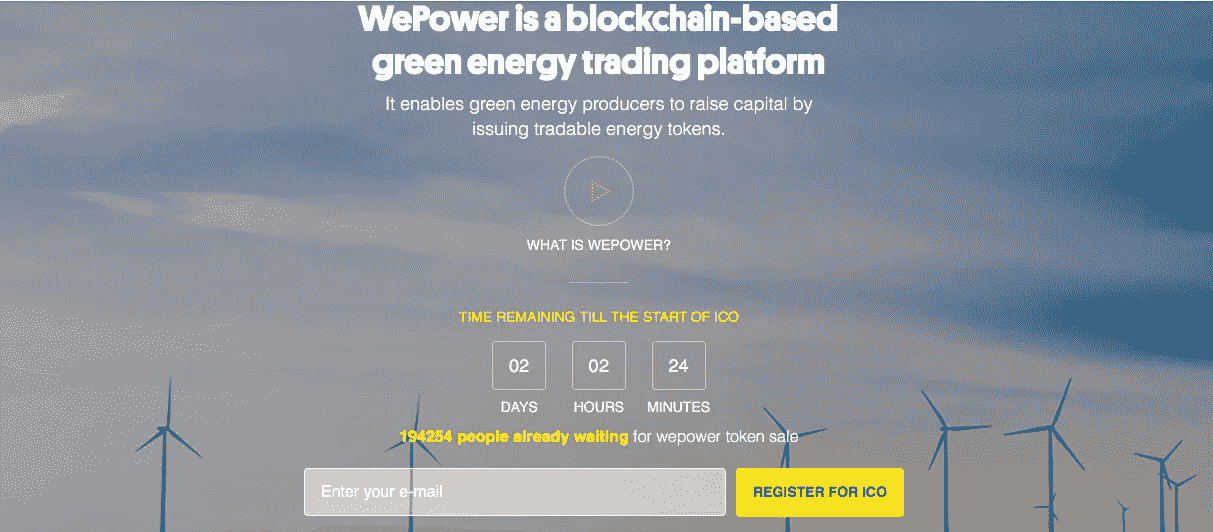 WePower is a blockchain-based
green energy trading platform
It enables green energy producers to raise capital by
issuing tradable energy tokens.
WHAT IS WEPOWER?
TIME REMAINING TILL THE START OF ICO
02 02 24
DAYS HOURS MINUTES
194254 people already waiting for wepower token sale
Enter your e-mail REGISTER FOR ICO